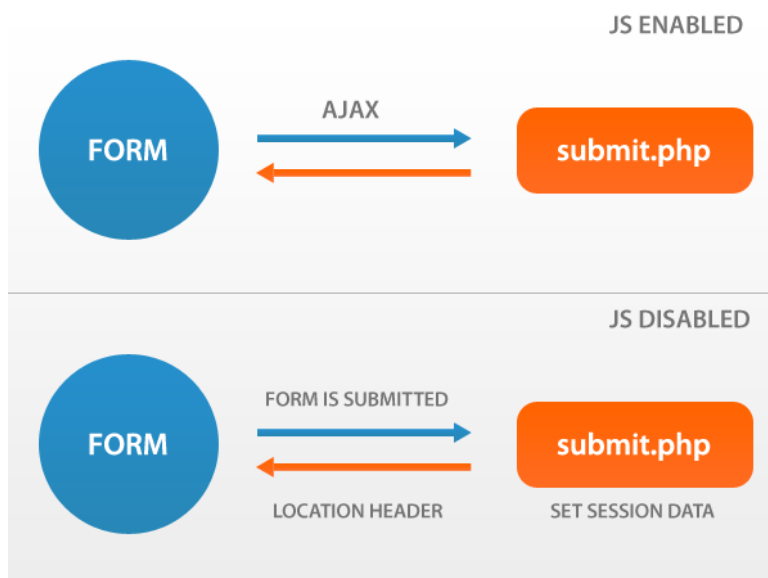 JS ENABLED
AJAX
FORM
submit.php
JS DISABLED
FORM IS SUBMITTED
FORM
submit.php
LOCATION HEADER
SET SESSION DATA